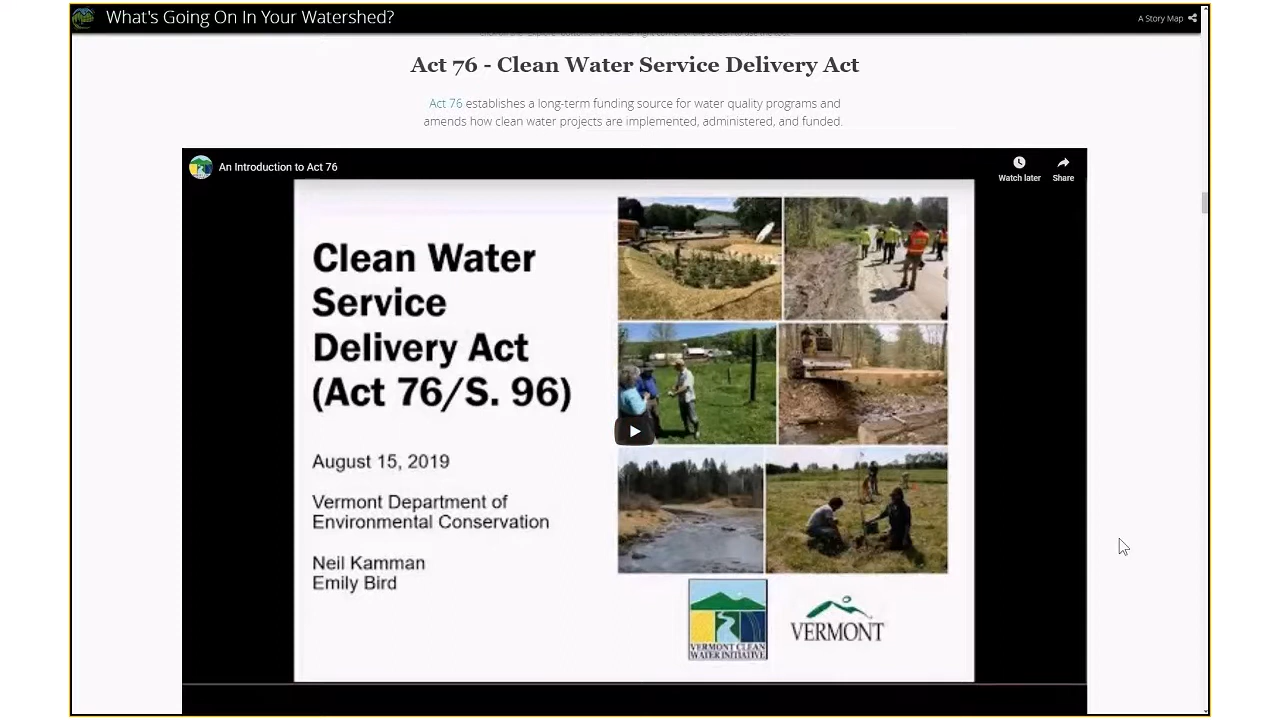 What's Going On In Your Watershed?
A Story Map
Act 76 - Clean Water Service Delivery Act
Act 76 establishes a long-term funding source for water quality programs and
amends how clean water projects are implemented, administered, and funded.
An Introduction to Act 76
Watch later
Share
Clean Water
Service
Delivery Act
(Act 76/S. 96)
August 15, 2019
Vermont Department of
Environmental Conservation
Neil Kamman
Emily Bird
VERMONT CLEAN
WATER INITIATIVE
VERMONT